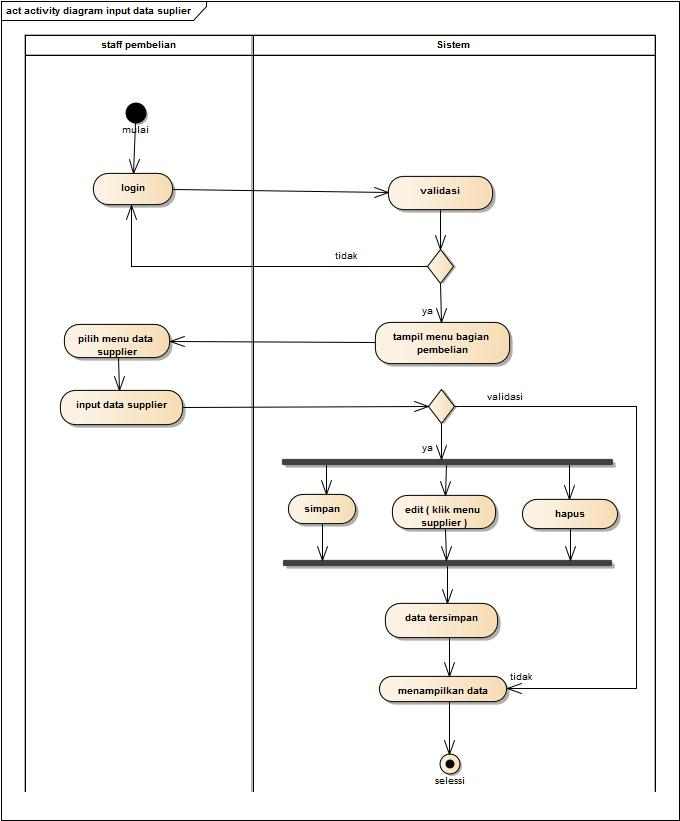 act activity diagram input data suplier
staff pembelian
Sistem
mulai
login
validasi
tidak
ya
tampil menu bagian
pembelian
pilih menu data
supplier
input data supplier
validasi
ya
simpan
edit ( klik menu
supplier )
hapus
data tersimpan
tidak
menampilkan data
selessi